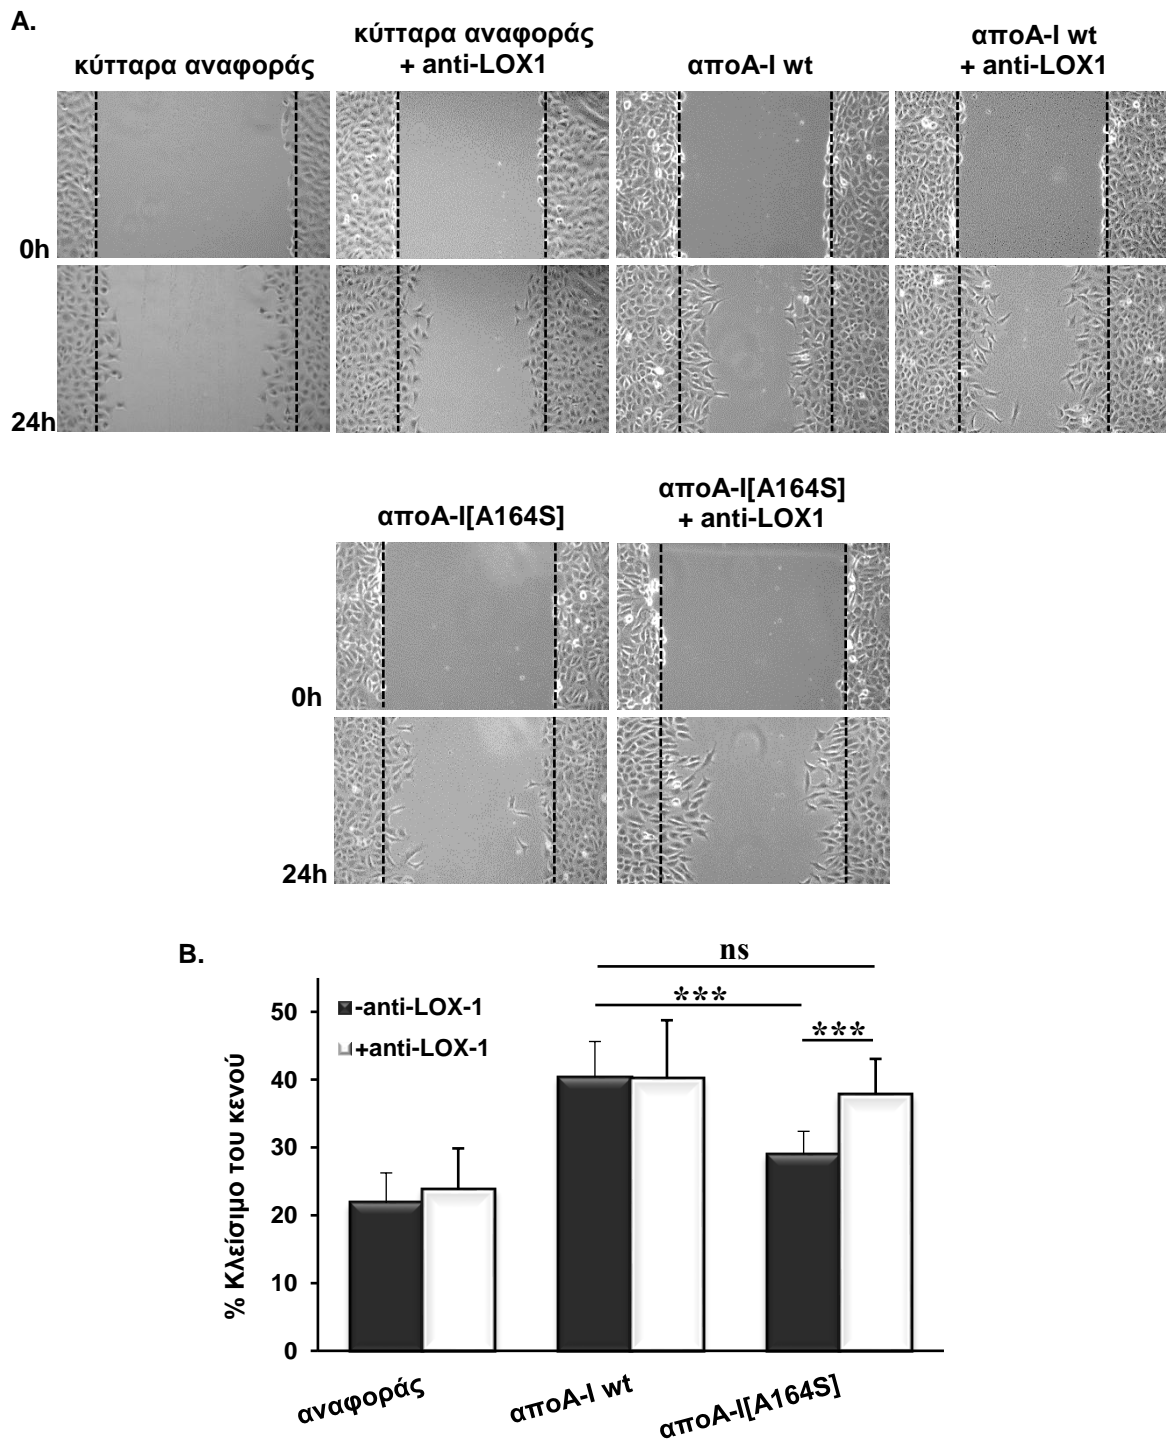 A.
κύτταρα αναφοράς
κύτταρα αναφοράς
+ anti-LOX1
αποA-I wt
αποA-I wt
+ anti-LOX1
0h
24h
αποA-I[A164S]
αποA-I[A164S]
+ anti-LOX1
0h
24h
B.
ns
***
***
-anti-LOX-1
+anti-LOX-1
% Κλείσιμο του κενού
50
40
30
20
10
0
αναφοράς
αποA-I wt
αποA-I[A164S]